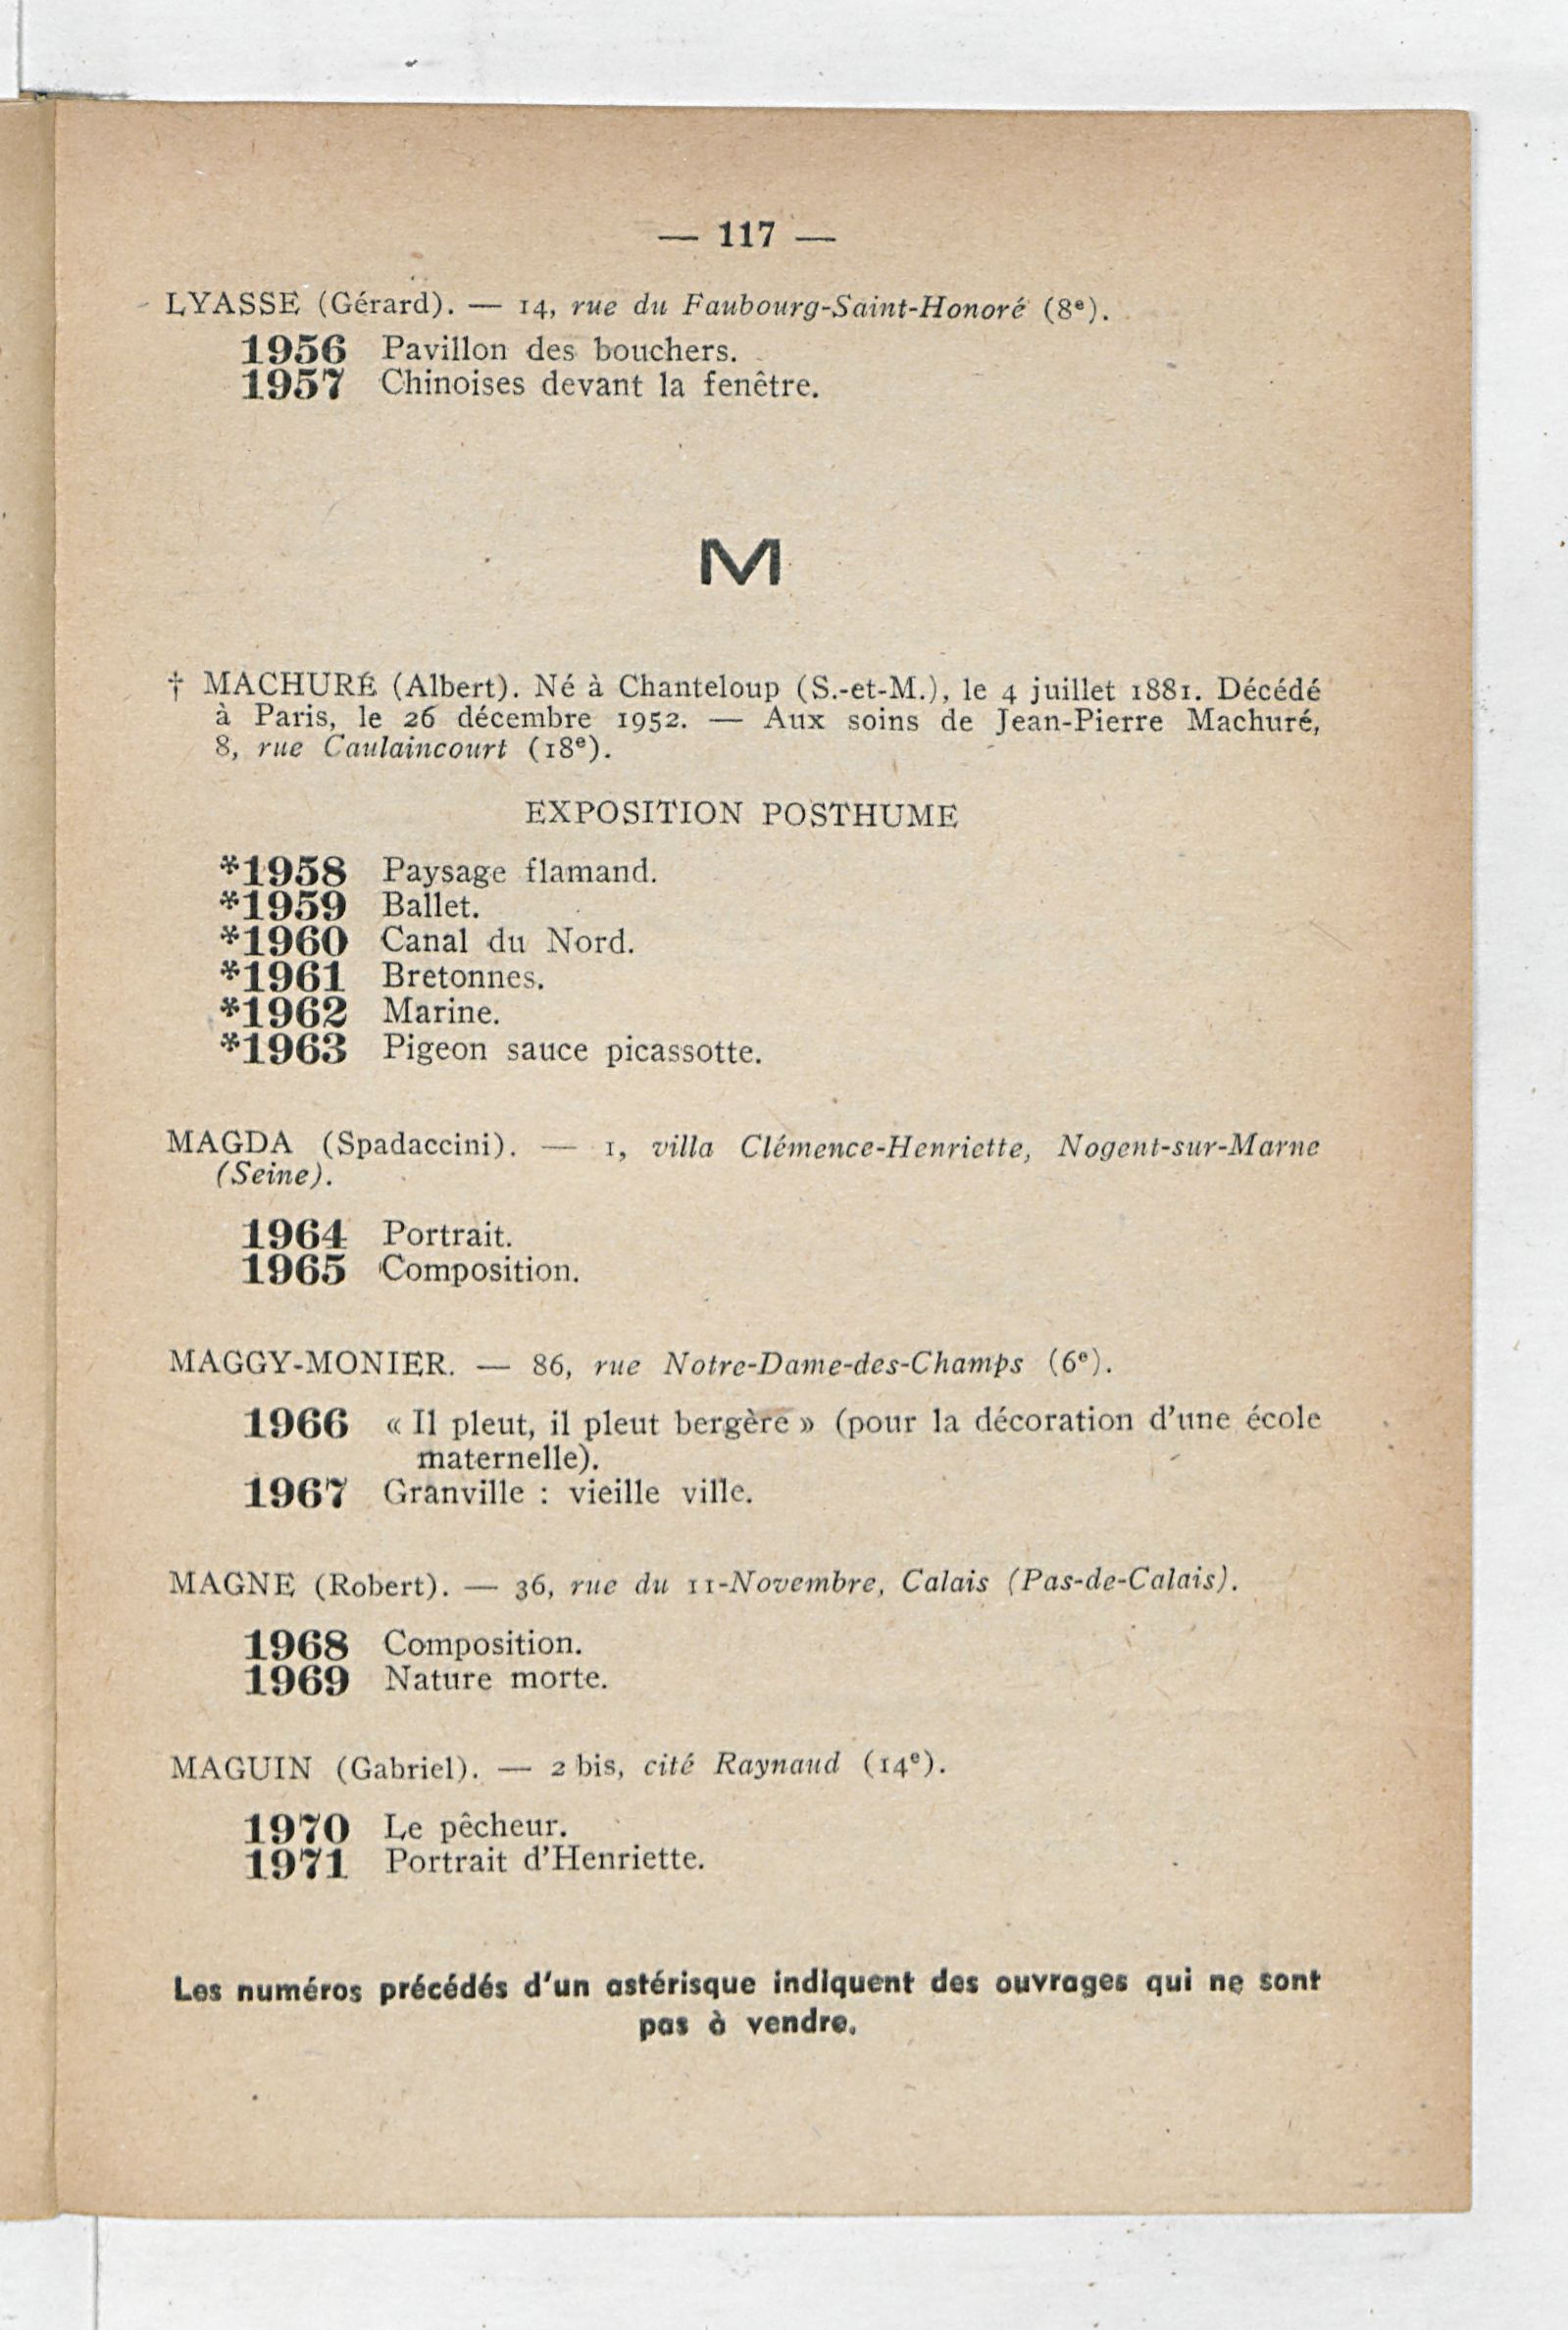 — 117 —
LYASSE (Gérard). — 14, rue du Faubourg-Saint-Honoré (8e).
1956 Pavillon des bouchers.
1957 Chinoises devant la fenêtre.
M
† MACHURÉ (Albert). Né à Chanteloup (S.-et-M.), le 4 juillet 1881. Décédé
à Paris, le 26 décembre 1952. — Aux soins de Jean-Pierre Machuré,
8, rue Caulaincourt (18e).
EXPOSITION POSTHUME
*1958 Paysage flamand.
*1959 Ballet.
*1960 Canal du Nord.
*1961 Bretonnes.
*1962 Marine.
*1963 Pigeon sauce picassotte.
MAGDA (Spadaccini). — 1, villa Clémence-Henriette, Nogent-sur-Marne
(Seine).
1964 Portrait.
1965 Composition.
MAGGY-MONIER. — 86, rue Notre-Dame-des-Champs (6e).
1966 « Il pleut, il pleut bergère » (pour la décoration d'une école
maternelle).
1967 Granville : vieille ville.
MAGNE (Robert). — 36, rue du 11-Novembre, Calais (Pas-de-Calais).
1968 Composition.
1969 Nature morte.
MAGUIN (Gabriel). — 2 bis, cité Raynaud (14e).
1970 Le pêcheur.
1971 Portrait d'Henriette.
Les numéros précédés d'un astérisque indiquent des ouvrages qui ne sont
pas à vendre.